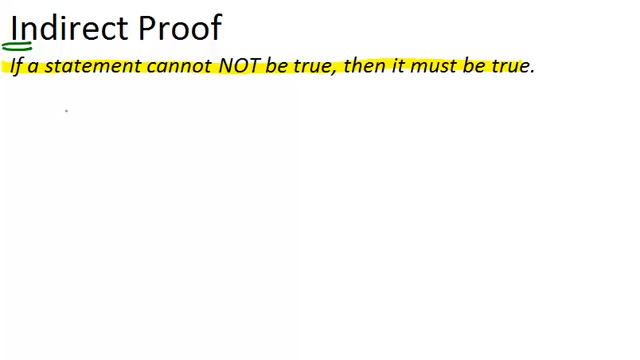 Indirect Proof
If a statement cannot NOT be true, then it must be true.